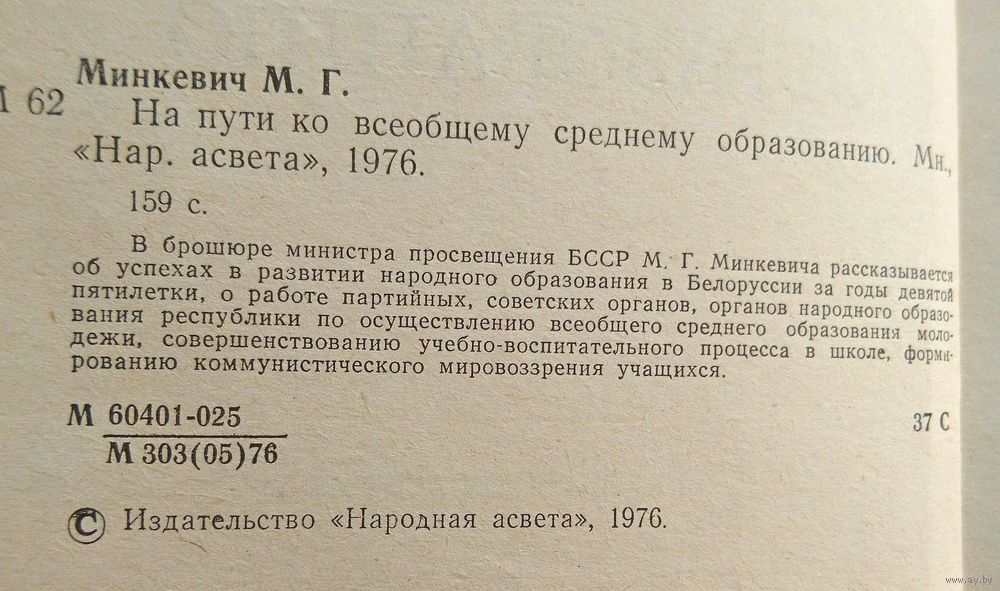 Минкевич М. Г.
М 62
На пути ко всеобщему среднему образованию. Мн.,
«Нар. асвета», 1976.
159 с.
В брошюре министра просвещения БССР М. Г. Минкевича рассказывается
об успехах в развитии народного образования в Белоруссии за годы девятой
пятилетки, о работе партийных, советских органов, органов народного образо-
вания республики по осуществлению всеобщего среднего образования моло-
дежи, совершенствованию учебно-воспитательного процесса в школе, форми-
рованию коммунистического мировоззрения учащихся.
М 60401-025
М 303(05)76
37 С
© Издательство «Народная асвета», 1976.
www.ay.by